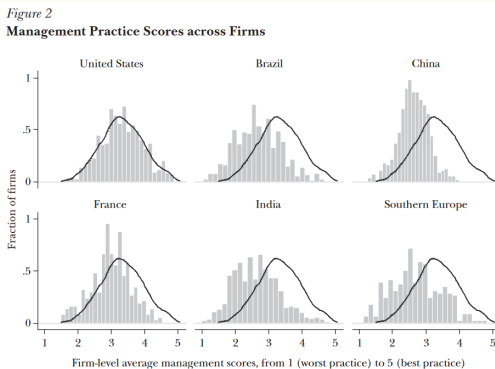 Figure 2
Management Practice Scores across Firms
United States Brazil China
1
.5
0
Fraction of firms
France India Southern Europe
1
.5
0
1 2 3 4 5 1 2 3 4 5 1 2 3 4 5
Firm-level average management scores, from 1 (worst practice) to 5 (best practice)